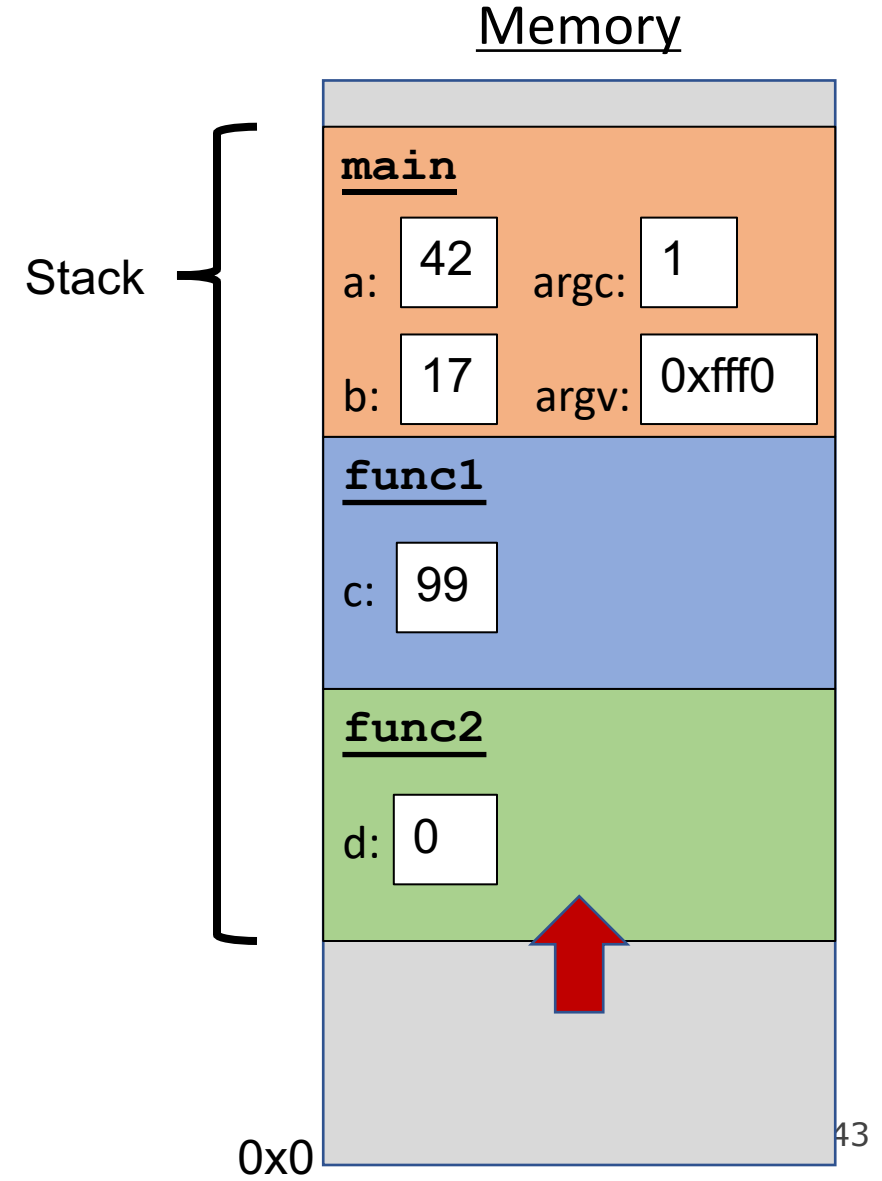 Memory
main
Stack
a: 42 argc: 1
b: 17 argv: 0xfff0
func1
c: 99
func2
d: 0
43
0x0